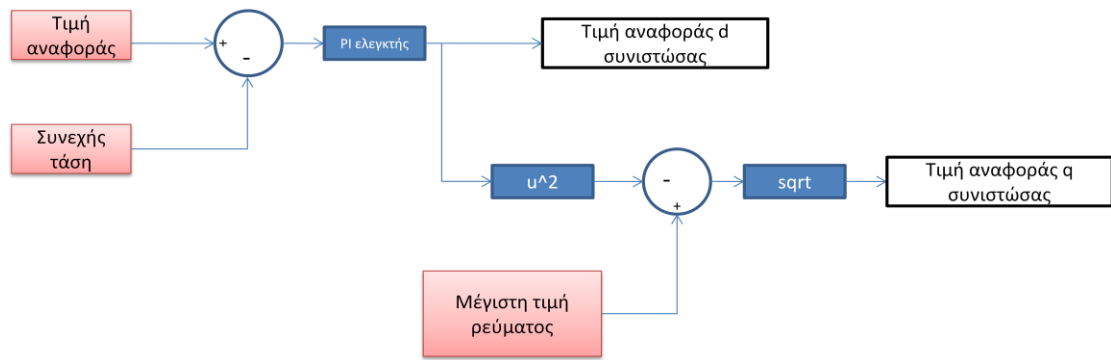 Τιμή
αναφοράς
+
-
PI ελεγκτής
Τιμή αναφοράς d
συνιστώσας
Συνεχής
τάση
u^2
-
+
sqrt
Τιμή αναφοράς q
συνιστώσας
Μέγιστη τιμή
ρεύματος